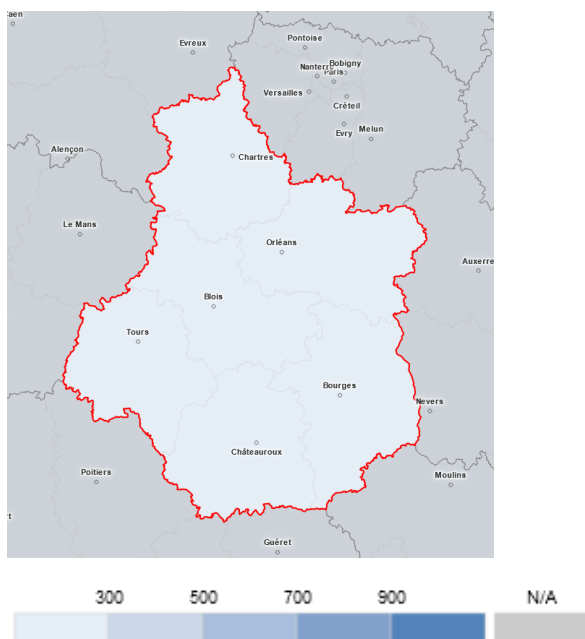 Caen
Pontoise
Evreux
Bobigny
Nanterre
Paris
Versailles
Créteil
Evry
Melun
Alençon
Chartres
Le Mans
Orléans
Auxerre
Blois
Tours
Bourges
Nevers
Châteauroux
Poitiers
Moulins
rt
Guéret
300 500 700 900 N/A